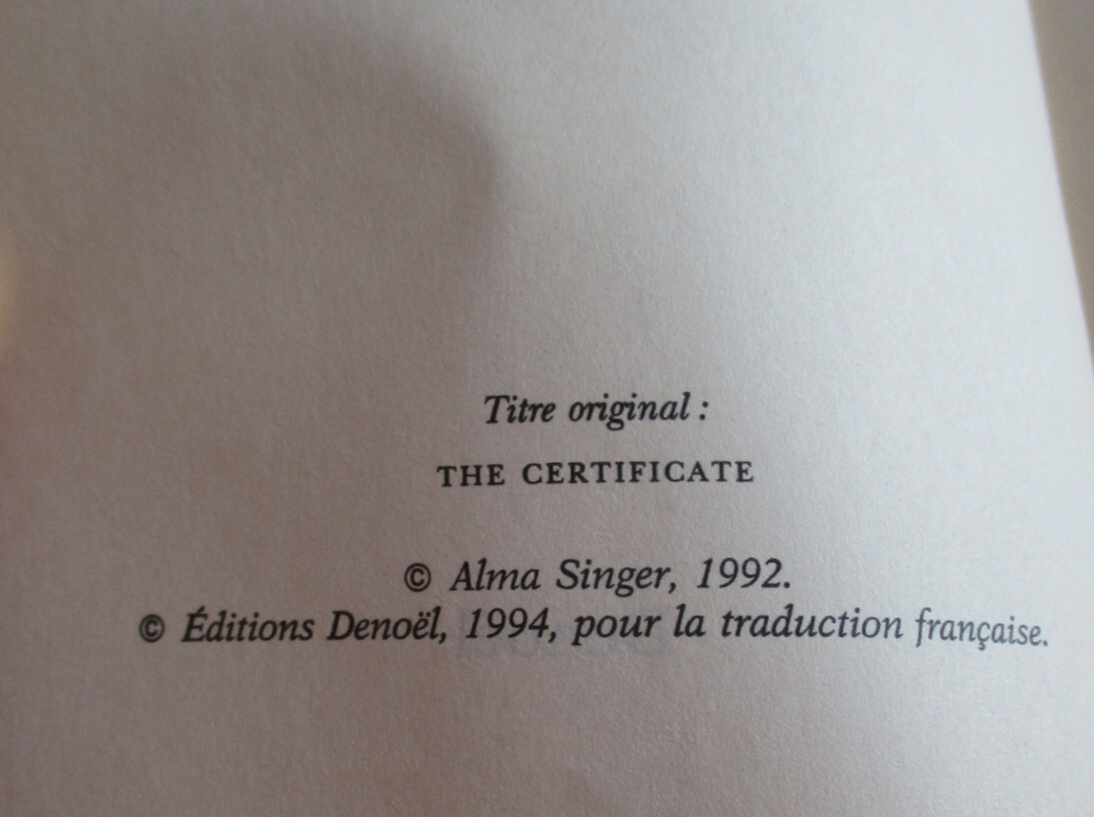 Titre original :
THE CERTIFICATE
© Alma Singer, 1992.
© Éditions Denoël, 1994, pour la traduction française.